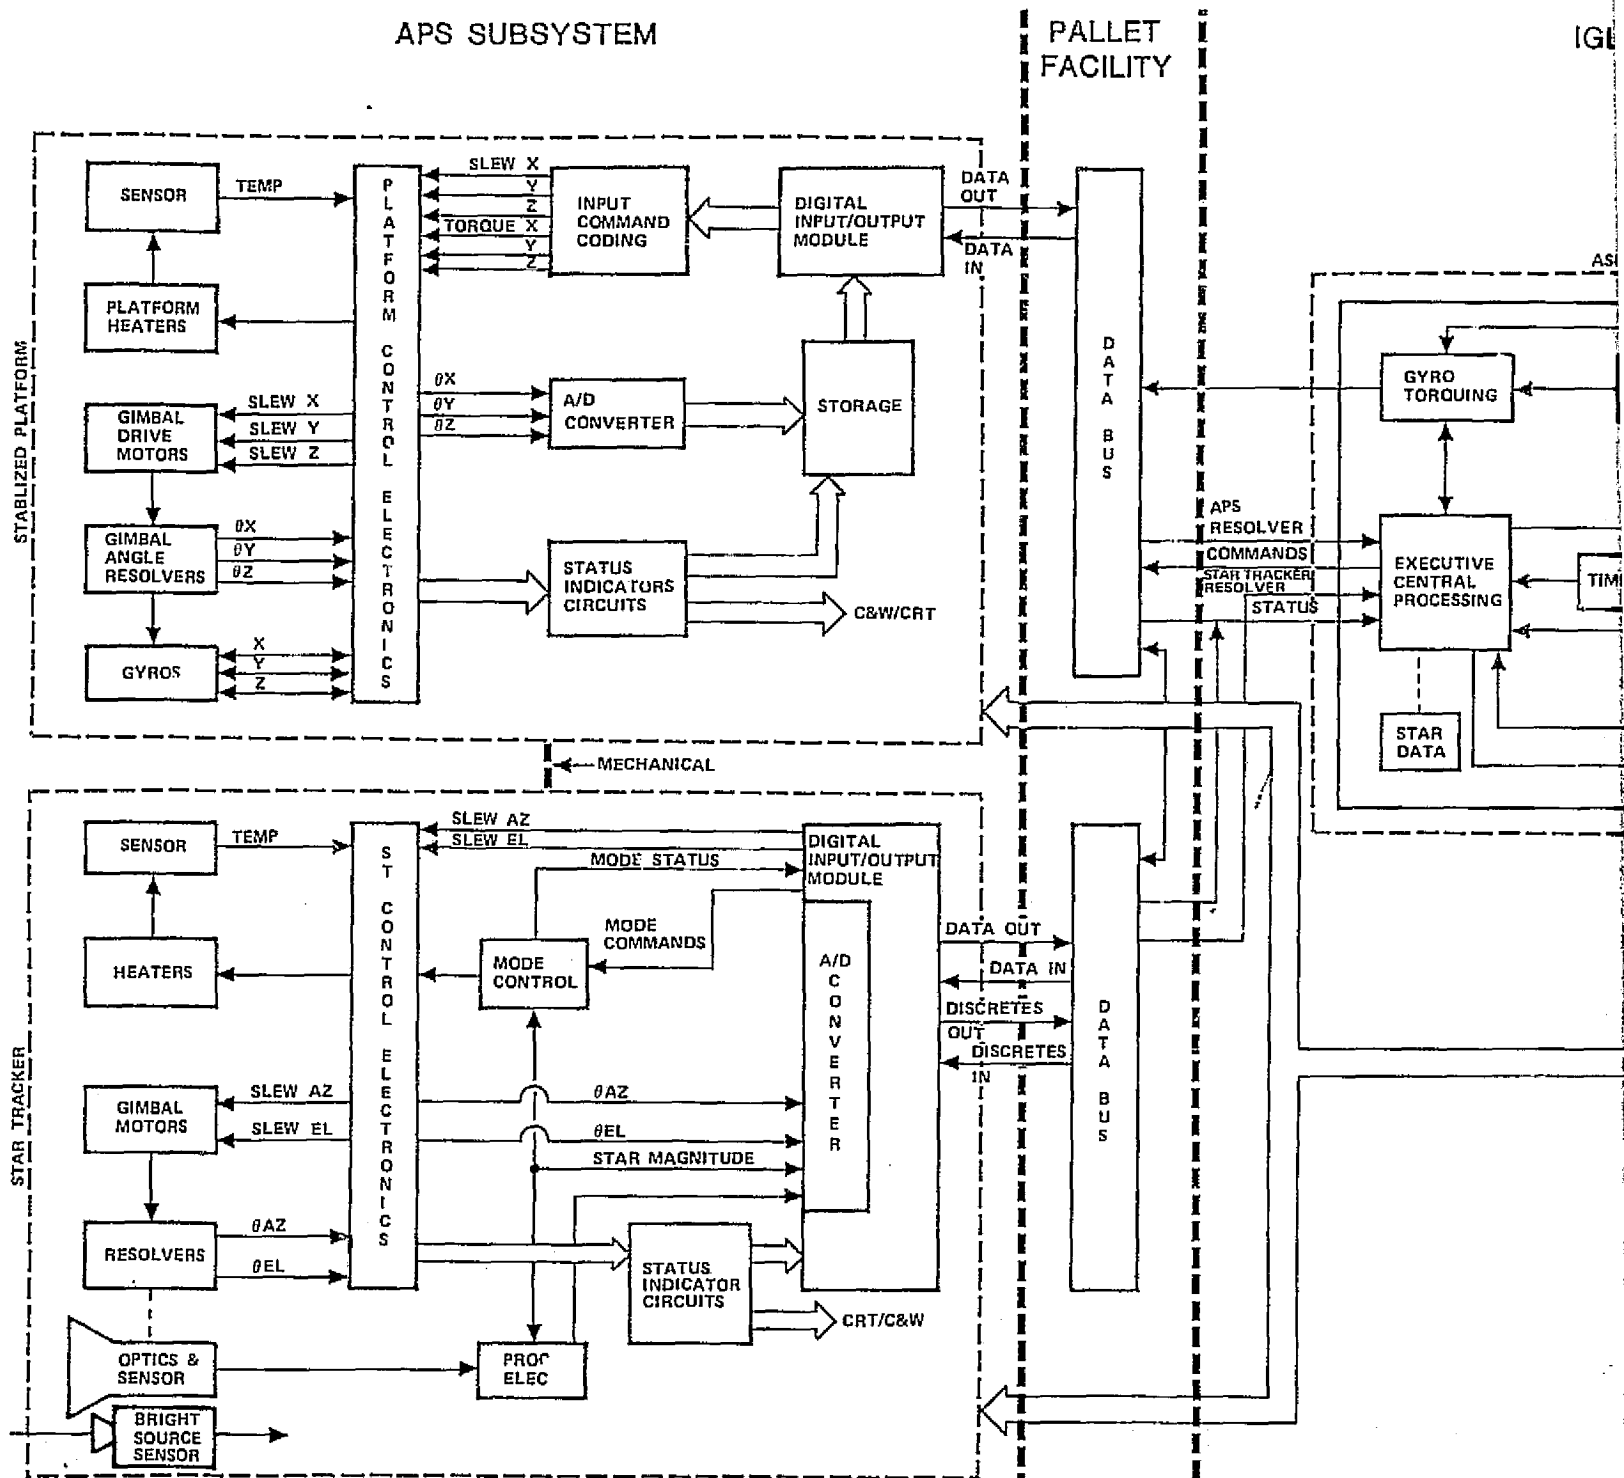 APS SUBSYSTEM
PALLET
FACILITY
STABLIZED PLATFORM
SENSOR
TEMP
PLATFORM
HEATERS
GIMBAL
DRIVE
MOTORS
SLEW X
SLEW Y
SLEW Z
GIMBAL
ANGLE
RESOLVERS
θX
θY
θZ
GYROS
X
Y
Z
PLATFORM CONTROL ELECTRONICS
SLEW X
Y
Z
TORQUE X
Y
Z
INPUT
COMMAND
CODING
DIGITAL
INPUT/OUTPUT
MODULE
DATA
OUT
DATA
IN
θX
θY
θZ
A/D
CONVERTER
STORAGE
STATUS
INDICATORS
CIRCUITS
C&W/CRT
DATA BUS
GYRO
TORQUING
APS
RESOLVER
COMMANDS
STAR TRACKER
RESOLVER
STATUS
EXECUTIVE
CENTRAL
PROCESSING
STAR
DATA
MECHANICAL
STAR TRACKER
SENSOR
TEMP
HEATERS
GIMBAL
MOTORS
SLEW AZ
SLEW EL
RESOLVERS
θAZ
θEL
OPTICS &
SENSOR
BRIGHT
SOURCE
SENSOR
ST CONTROL ELECTRONICS
SLEW AZ
SLEW EL
MODE STATUS
MODE
COMMANDS
MODE
CONTROL
θAZ
θEL
STAR MAGNITUDE
PROC
ELEC
STATUS
INDICATOR
CIRCUITS
CRT/C&W
DIGITAL
INPUT/OUTPUT
MODULE
A/D
CONVERTER
DATA OUT
DATA IN
DISCRETES
OUT
DISCRETES
IN
DATA BUS